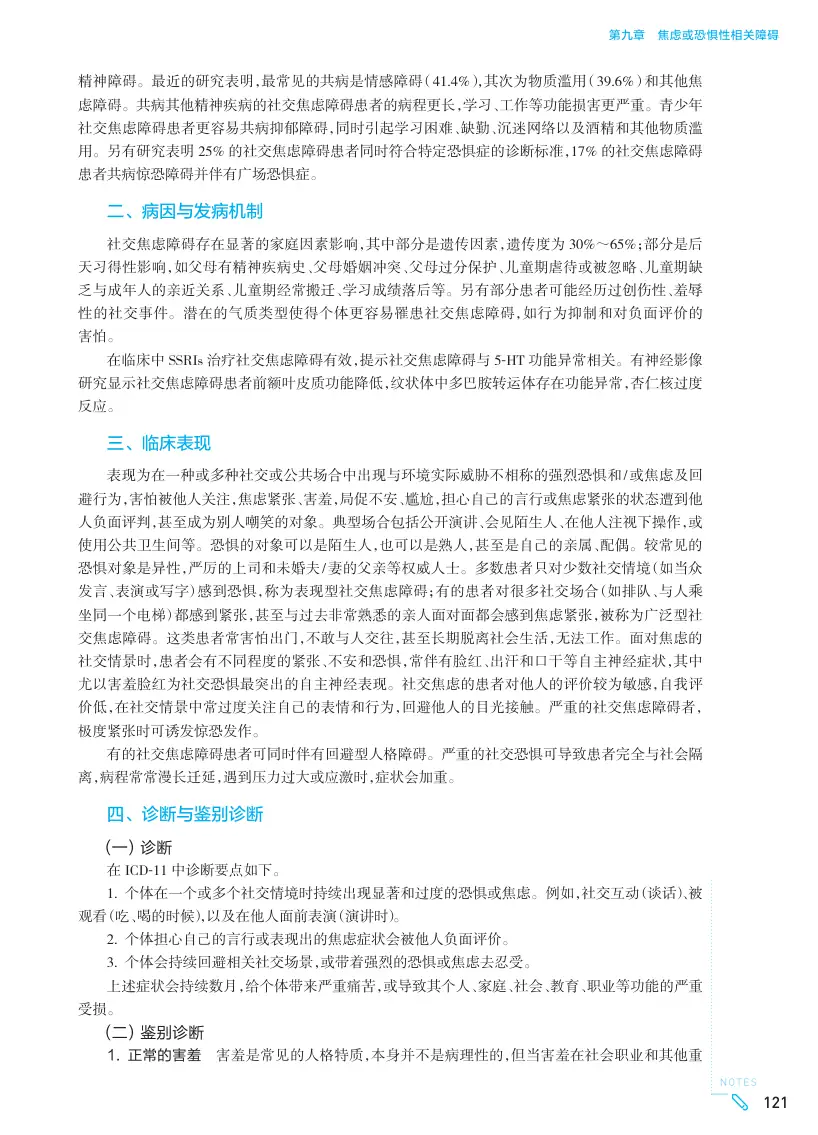 第九章　焦虑或恐惧性相关障碍
精神障碍。最近的研究表明,最常见的共病是情感障碍（41.4%）,其次为物质滥用（39.6%）和其他焦
虑障碍。共病其他精神疾病的社交焦虑障碍患者的病程更长,学习、工作等功能损害更严重。青少年
社交焦虑障碍患者更容易共病抑郁障碍,同时引起学习困难、缺勤、沉迷网络以及酒精和其他物质滥
用。另有研究表明 25% 的社交焦虑障碍患者同时符合特定恐惧症的诊断标准,17% 的社交焦虑障碍
患者共病惊恐障碍并伴有广场恐惧症。
二、病因与发病机制
社交焦虑障碍存在显著的家庭因素影响,其中部分是遗传因素,遗传度为 30%～65%;部分是后
天习得性影响,如父母有精神疾病史、父母婚姻冲突、父母过分保护、儿童期虐待或被忽略、儿童期缺
乏与成年人的亲近关系、儿童期经常搬迁、学习成绩落后等。另有部分患者可能经历过创伤性、羞辱
性的社交事件。潜在的气质类型使得个体更容易罹患社交焦虑障碍,如行为抑制和对负面评价的
害怕。
在临床中 SSRIs 治疗社交焦虑障碍有效,提示社交焦虑障碍与 5-HT 功能异常相关。有神经影像
研究显示社交焦虑障碍患者前额叶皮质功能降低,纹状体中多巴胺转运体存在功能异常,杏仁核过度
反应。
三、临床表现
表现为在一种或多种社交或公共场合中出现与环境实际威胁不相称的强烈恐惧和/或焦虑及回
避行为,害怕被他人关注,焦虑紧张、害羞,局促不安、尴尬,担心自己的言行或焦虑紧张的状态遭到他
人负面评判,甚至成为别人嘲笑的对象。典型场合包括公开演讲、会见陌生人、在他人注视下操作,或
使用公共卫生间等。恐惧的对象可以是陌生人,也可以是熟人,甚至是自己的亲属、配偶。较常见的
恐惧对象是异性,严厉的上司和未婚夫/妻的父亲等权威人士。多数患者只对少数社交情境（如当众
发言、表演或写字）感到恐惧,称为表现型社交焦虑障碍;有的患者对很多社交场合（如排队、与人乘
坐同一个电梯）都感到紧张,甚至与过去非常熟悉的亲人面对面都会感到焦虑紧张,被称为广泛型社
交焦虑障碍。这类患者常害怕出门,不敢与人交往,甚至长期脱离社会生活,无法工作。面对焦虑的
社交情景时,患者会有不同程度的紧张、不安和恐惧,常伴有脸红、出汗和口干等自主神经症状,其中
尤以害羞脸红为社交恐惧最突出的自主神经表现。社交焦虑的患者对他人的评价较为敏感,自我评
价低,在社交情景中常过度关注自己的表情和行为,回避他人的目光接触。严重的社交焦虑障碍者,
极度紧张时可诱发惊恐发作。
有的社交焦虑障碍患者可同时伴有回避型人格障碍。严重的社交恐惧可导致患者完全与社会隔
离,病程常常漫长迁延,遇到压力过大或应激时,症状会加重。
四、诊断与鉴别诊断
（一）诊断
在 ICD-11 中诊断要点如下。
1. 个体在一个或多个社交情境时持续出现显著和过度的恐惧或焦虑。例如,社交互动（谈话）、被
观看（吃、喝的时候）,以及在他人面前表演（演讲时）。
2. 个体担心自己的言行或表现出的焦虑症状会被他人负面评价。
3. 个体会持续回避相关社交场景,或带着强烈的恐惧或焦虑去忍受。
上述症状会持续数月,给个体带来严重痛苦,或导致其个人、家庭、社会、教育、职业等功能的严重
受损。
（二）鉴别诊断
1. 正常的害羞　害羞是常见的人格特质,本身并不是病理性的,但当害羞在社会职业和其他重
NOTES
121